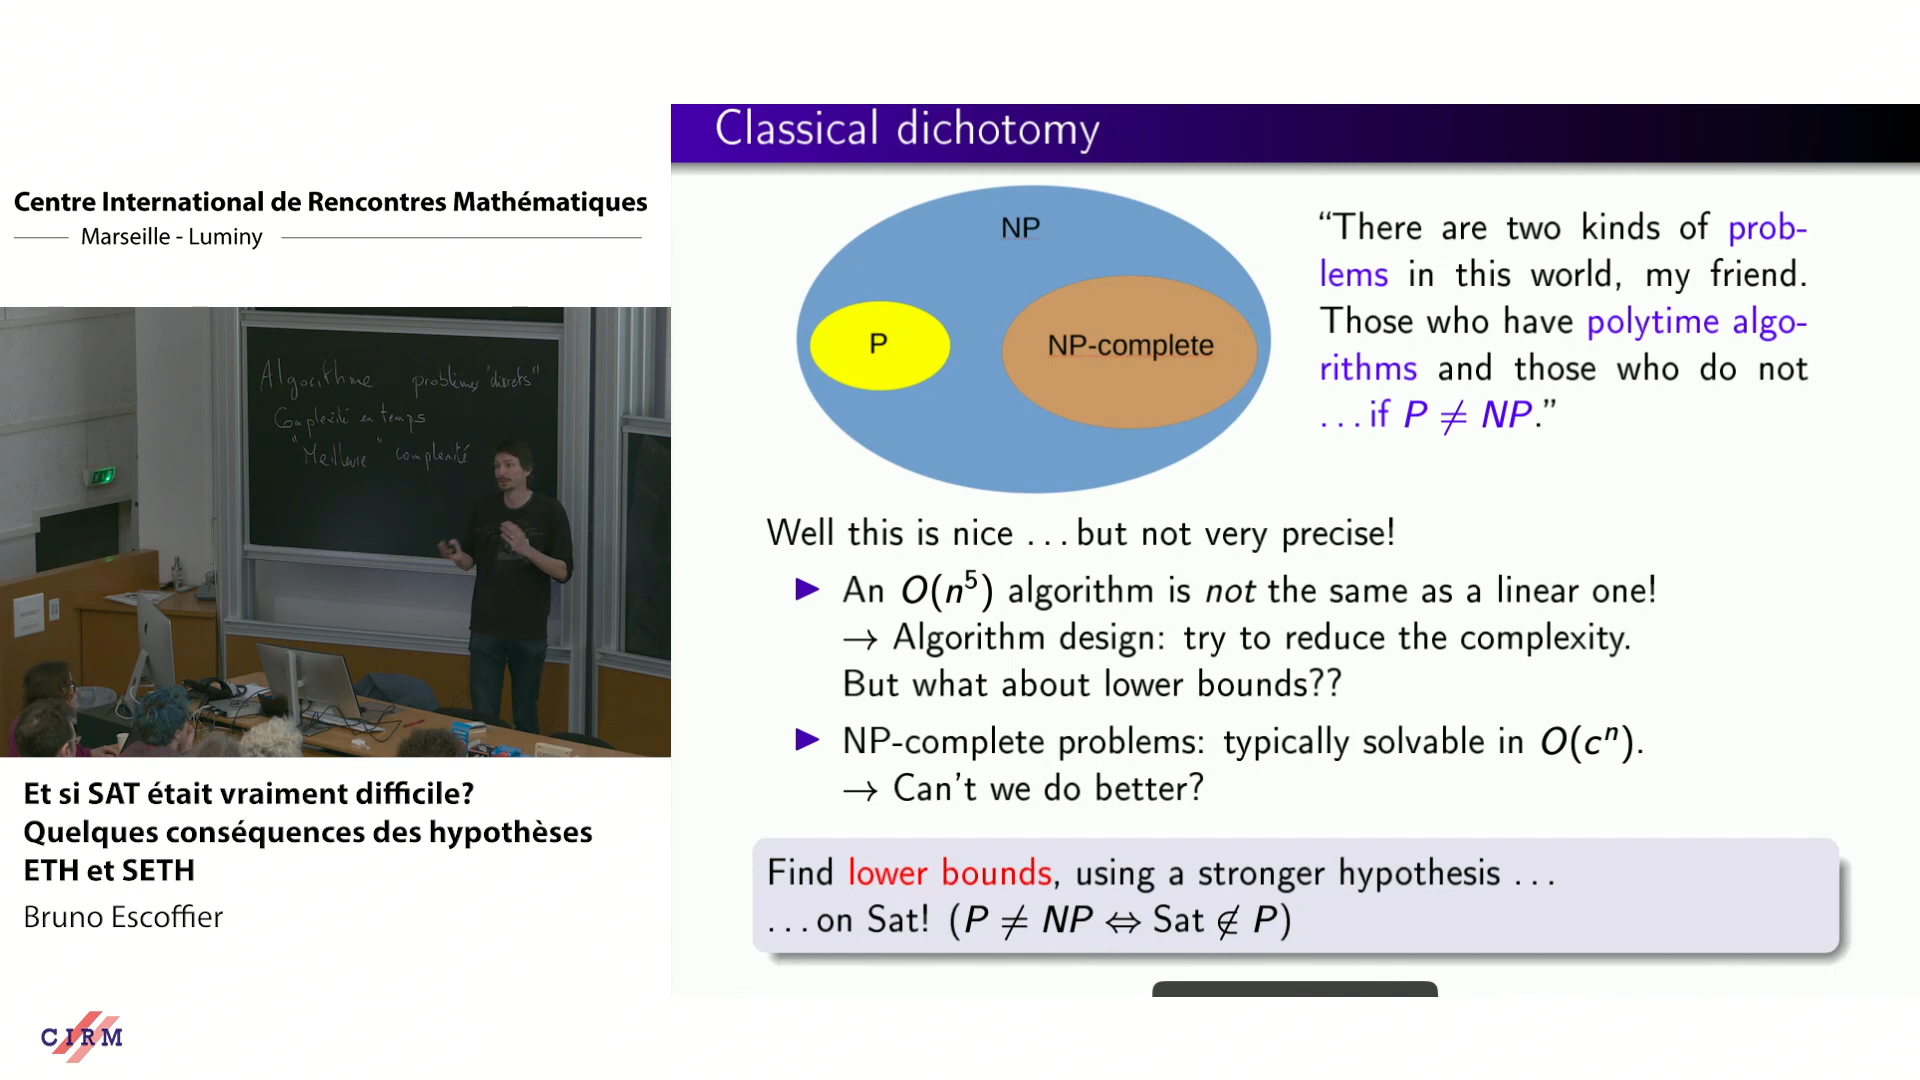 Centre International de Rencontres Mathématiques
Marseille - Luminy
Algorithme problèmes "discrets"
Complexité en temps
"Meilleure" complexité
Et si SAT était vraiment difficile?
Quelques conséquences des hypothèses
ETH et SETH
Bruno Escoffier
CIRM
Classical dichotomy
NP
P
NP-complete
“There are two kinds of prob-
lems in this world, my friend.
Those who have polytime algo-
rithms and those who do not
...if P ≠ NP.”
Well this is nice ...but not very precise!
▶ An O(n⁵) algorithm is not the same as a linear one!
→ Algorithm design: try to reduce the complexity.
But what about lower bounds??
▶ NP-complete problems: typically solvable in O(cⁿ).
→ Can't we do better?
Find lower bounds, using a stronger hypothesis ...
...on Sat! (P ≠ NP ⇔ Sat ∉ P)